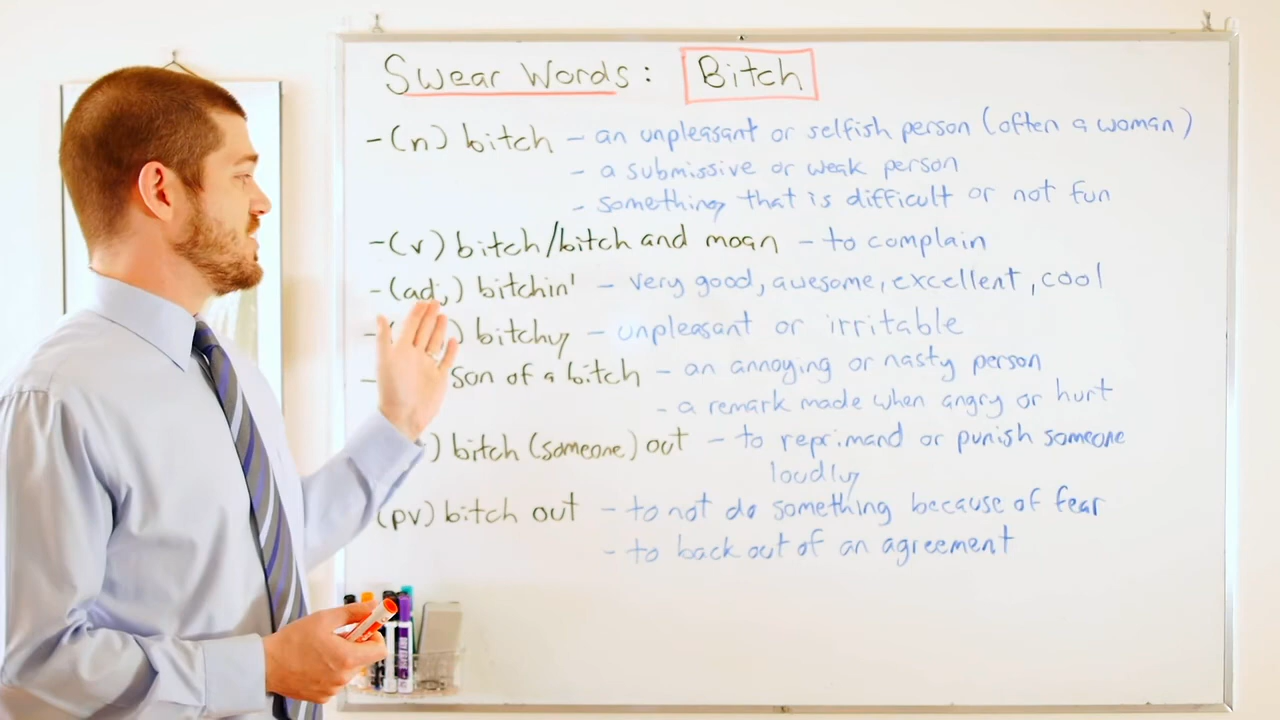 Swear Words: Bitch
-(n) bitch - an unpleasant or selfish person (often a woman)
- a submissive or weak person
- something that is difficult or not fun
-(v) bitch/bitch and moan - to complain
-(adj) bitchin' - very good, awesome, excellent, cool
- ) bitchy - unpleasant or irritable
- son of a bitch - an annoying or nasty person
- a remark made when angry or hurt
) bitch (someone) out - to reprimand or punish someone
loudly
(pv) bitch out - to not do something because of fear
- to back out of an agreement